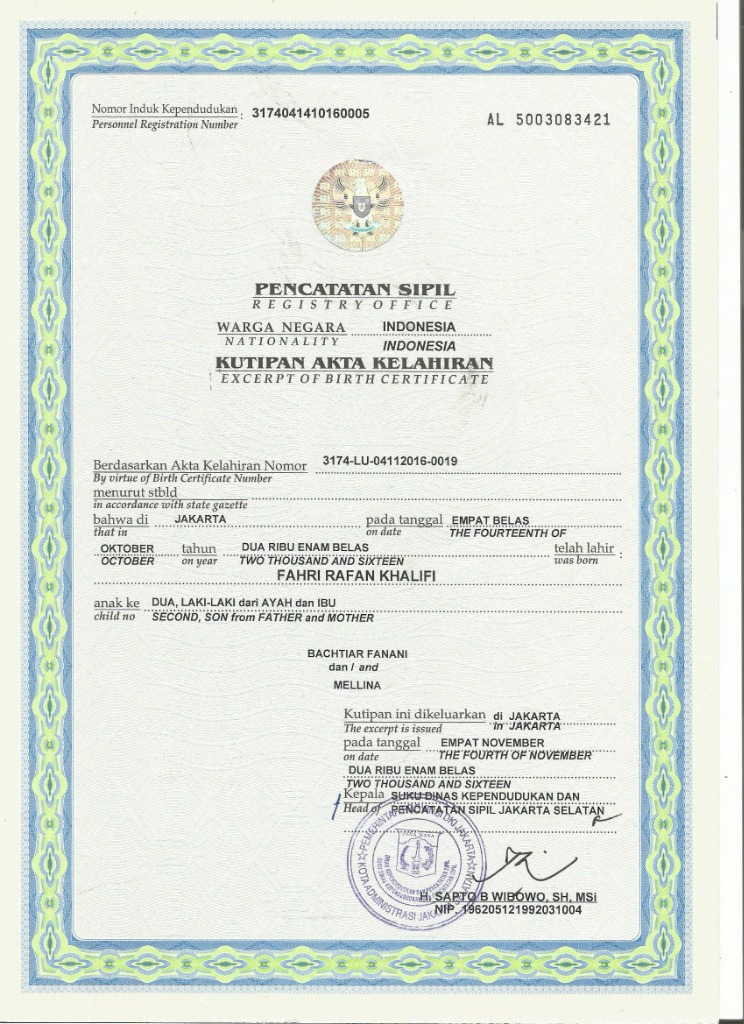 Nomor Induk Kependudukan : 3174041410160005
Personnel Registration Number
AL 5003083421
PENCATATAN SIPIL
REGISTRY OFFICE
WARGA NEGARA INDONESIA
NATIONALITY INDONESIA
KUTIPAN AKTA KELAHIRAN
EXCERPT OF BIRTH CERTIFICATE
Berdasarkan Akta Kelahiran Nomor 3174-LU-04112016-0019
By virtue of Birth Certificate Number
menurut stbld
in accordance with state gazette
bahwa di JAKARTA pada tanggal EMPAT BELAS
that in on date THE FOURTEENTH OF
OKTOBER tahun DUA RIBU ENAM BELAS telah lahir :
OCTOBER on year TWO THOUSAND AND SIXTEEN was born
FAHRI RAFAN KHALIFI
anak ke DUA, LAKI-LAKI dari AYAH dan IBU
child no SECOND, SON from FATHER and MOTHER
BACHTIAR FANANI
dan / and
MELLINA
Kutipan ini dikeluarkan di JAKARTA
The excerpt is issued in JAKARTA
pada tanggal EMPAT NOVEMBER
on date THE FOURTH OF NOVEMBER
DUA RIBU ENAM BELAS
TWO THOUSAND AND SIXTEEN
Kepala SUKU DINAS KEPENDUDUKAN DAN
Head of PENCATATAN SIPIL JAKARTA SELATAN
KOTA ADMINISTRASI JAKARTA SELATAN
JAYA RAYA
H. SAPTO B WIBOWO, SH, MSi
NIP. 196205121992031004